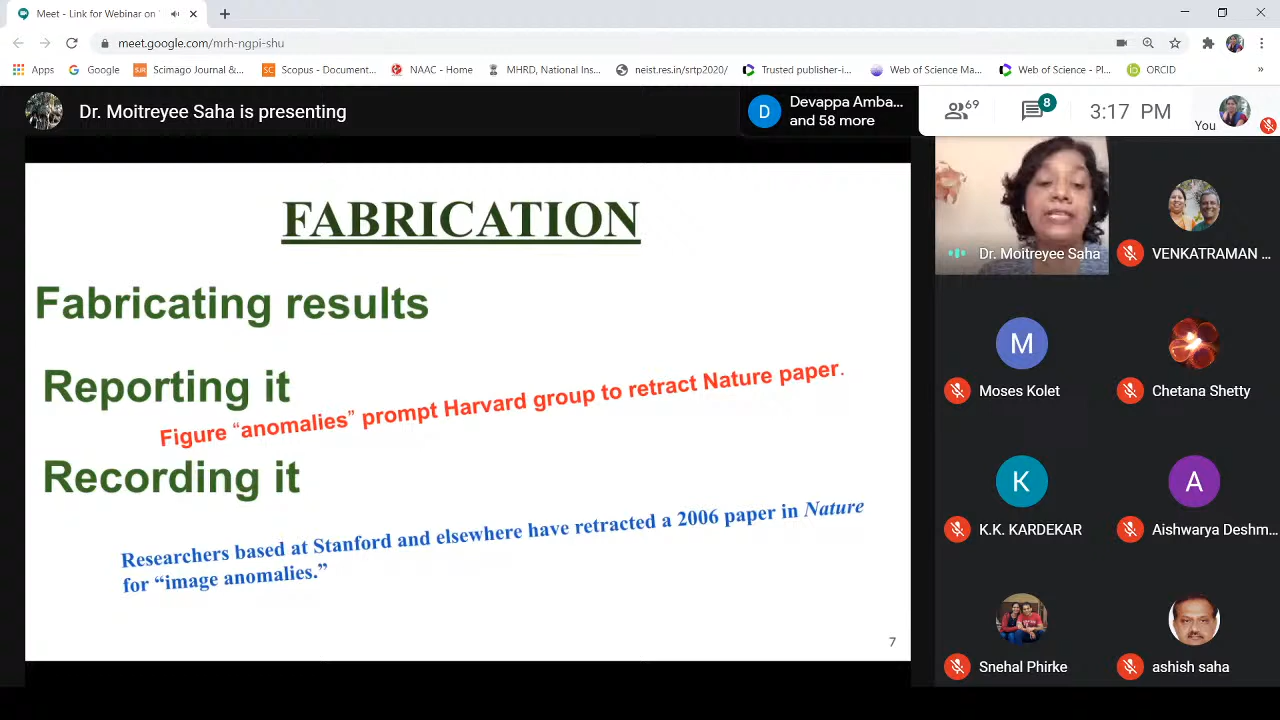 Meet - Link for Webinar on
meet.google.com/mrh-ngpi-shu
Apps
Google
SJR
Scimago Journal &...
SC
Scopus - Document...
NAAC - Home
MHRD, National Ins...
neist.res.in/srtp2020/
Trusted publisher-i...
Web of Science Ma...
Web of Science - Pl...
iD
ORCID
»
Dr. Moitreyee Saha is presenting
D
Devappa Amba...
and 58 more
69
8
3:17 PM
You
FABRICATION
Fabricating results
Reporting it
Figure “anomalies” prompt Harvard group to retract Nature paper.
Recording it
Researchers based at Stanford and elsewhere have retracted a 2006 paper in Nature
for “image anomalies.”
7
Dr. Moitreyee Saha
VENKATRAMAN ...
M
Moses Kolet
Chetana Shetty
K
K.K. KARDEKAR
A
Aishwarya Deshm...
Snehal Phirke
ashish saha